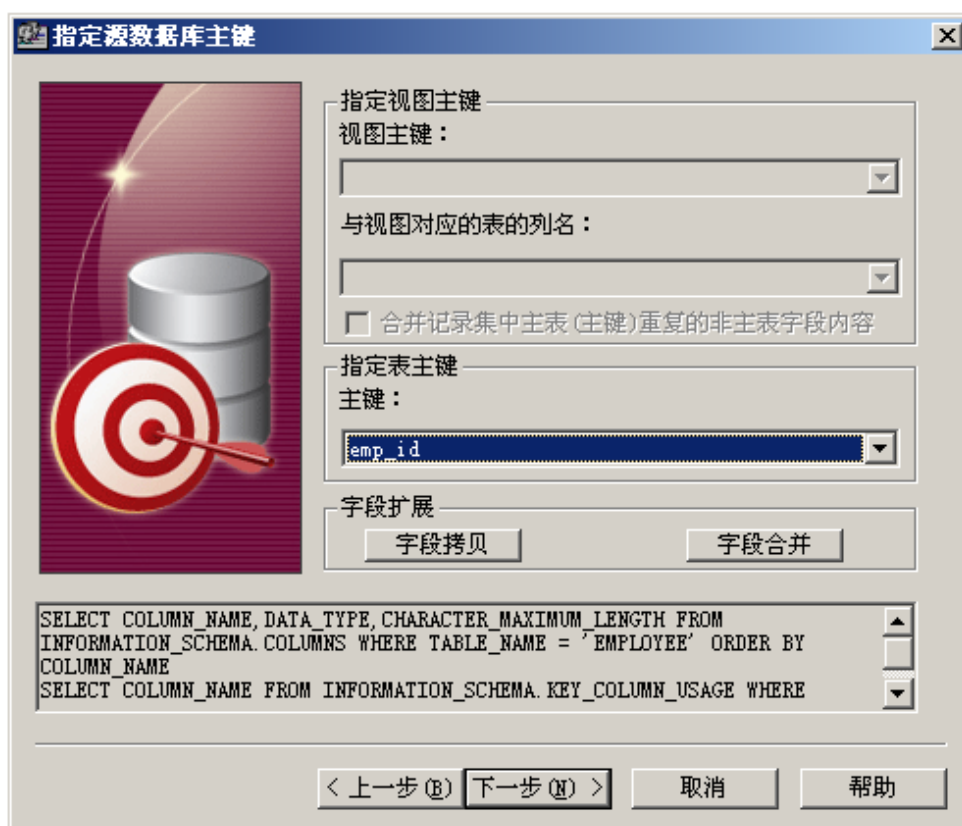 指定源数据库主键
指定视图主键
视图主键：
与视图对应的表的列名：
合并记录集中主表(主键)重复的非主表字段内容
指定表主键
主键：
emp_id
字段扩展
字段拷贝 字段合并
SELECT COLUMN_NAME,DATA_TYPE,CHARACTER_MAXIMUM_LENGTH FROM
INFORMATION_SCHEMA.COLUMNS WHERE TABLE_NAME = 'EMPLOYEE' ORDER BY
COLUMN_NAME
SELECT COLUMN_NAME FROM INFORMATION_SCHEMA.KEY_COLUMN_USAGE WHERE
< 上一步(B) 下一步(N) > 取消 帮助